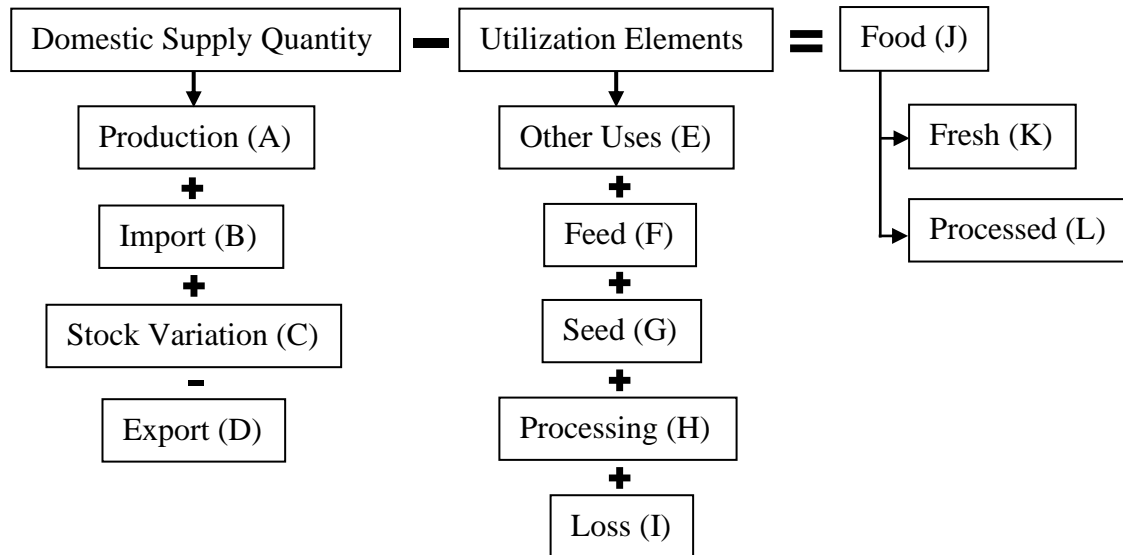 Domestic Supply Quantity − Utilization Elements = Food (J)
Production (A)
+
Import (B)
+
Stock Variation (C)
-
Export (D)
Other Uses (E)
+
Feed (F)
+
Seed (G)
+
Processing (H)
+
Loss (I)
Fresh (K)
Processed (L)